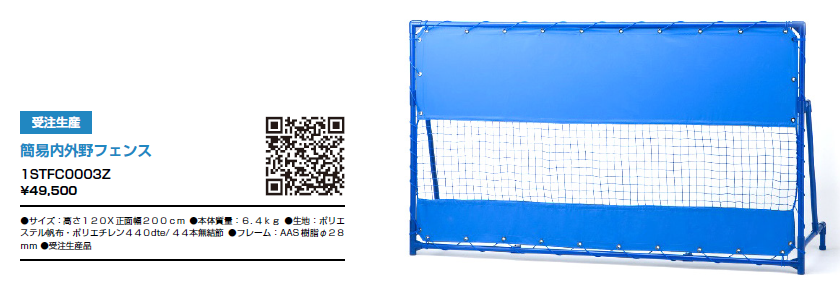 受注生産
簡易内外野フェンス
1STFC0003Z
¥49,500
●サイズ：高さ１２０Ｘ正面幅２００ｃｍ ●本体質量：６.４ｋｇ ●生地：ポリエ
ステル帆布・ポリエチレン４４０dte/ ４４本無結節 ●フレーム：AAS 樹脂φ２８
mm ●受注生産品